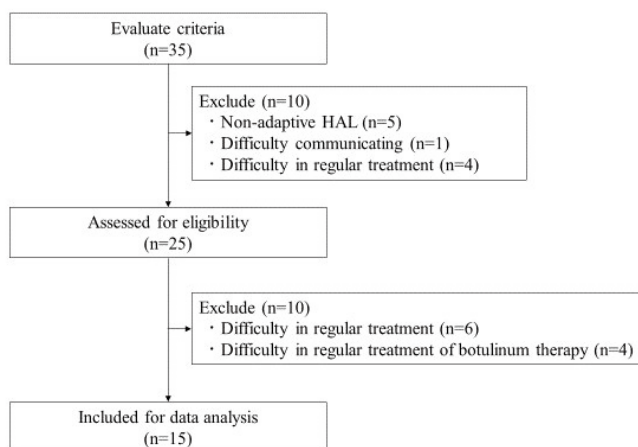 Evaluate criteria
(n=35)
Exclude (n=10)
・Non-adaptive HAL (n=5)
・Difficulty communicating (n=1)
・Difficulty in regular treatment (n=4)
Assessed for eligibility
(n=25)
Exclude (n=10)
・Difficulty in regular treatment (n=6)
・Difficulty in regular treatment of botulinum therapy (n=4)
Included for data analysis
(n=15)